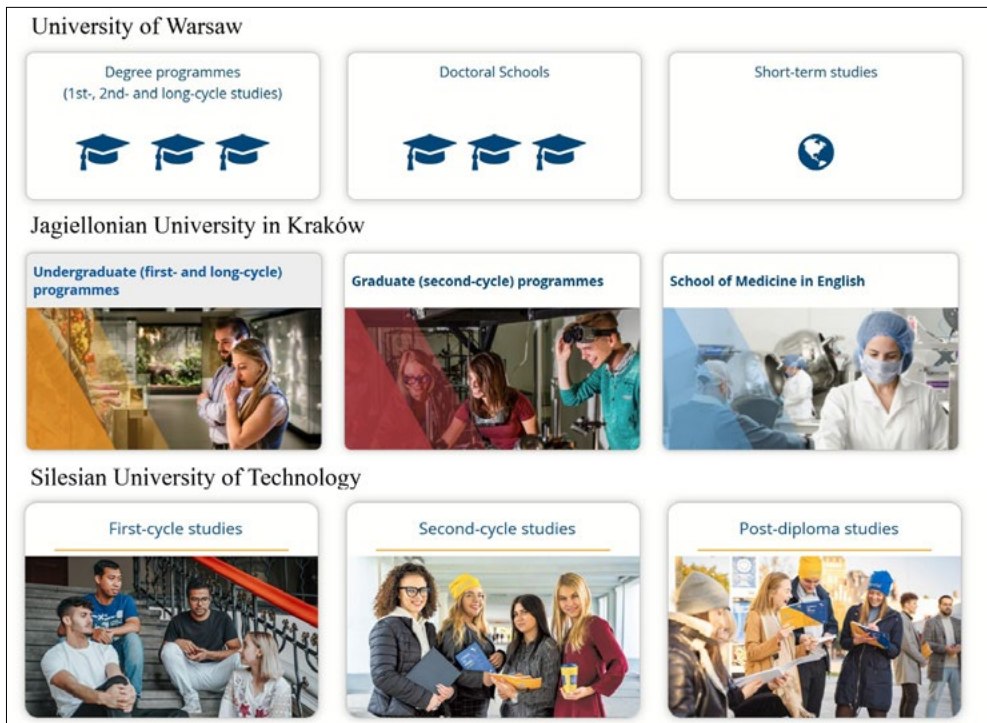 University of Warsaw
Degree programmes
(1st-, 2nd- and long-cycle studies)
Doctoral Schools
Short-term studies
Jagiellonian University in Kraków
Undergraduate (first- and long-cycle)
programmes
Graduate (second-cycle) programmes
School of Medicine in English
Silesian University of Technology
First-cycle studies
Second-cycle studies
Post-diploma studies